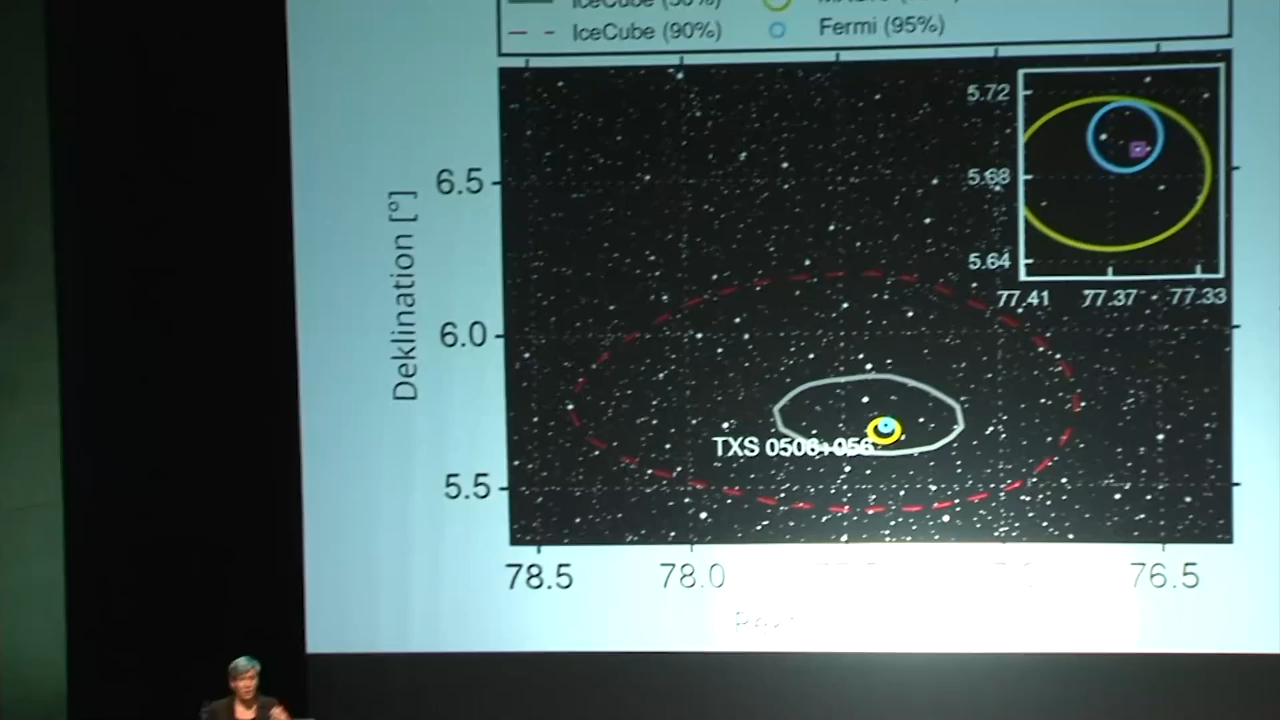 IceCube (90%) Fermi (95%)
Deklination [°]
6.5
6.0
5.5
78.5 78.0 76.5
TXS 0506+056
5.72
5.68
5.64
77.41 77.37 77.33